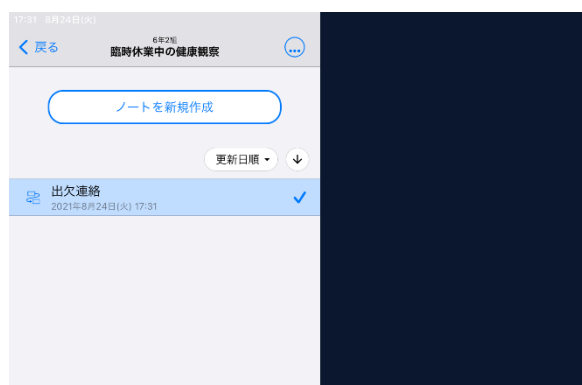 17:31 8月24日(火)
戻る
6年2組
臨時休業中の健康観察
ノートを新規作成
更新日順
出欠連絡
2021年8月24日(火) 17:31